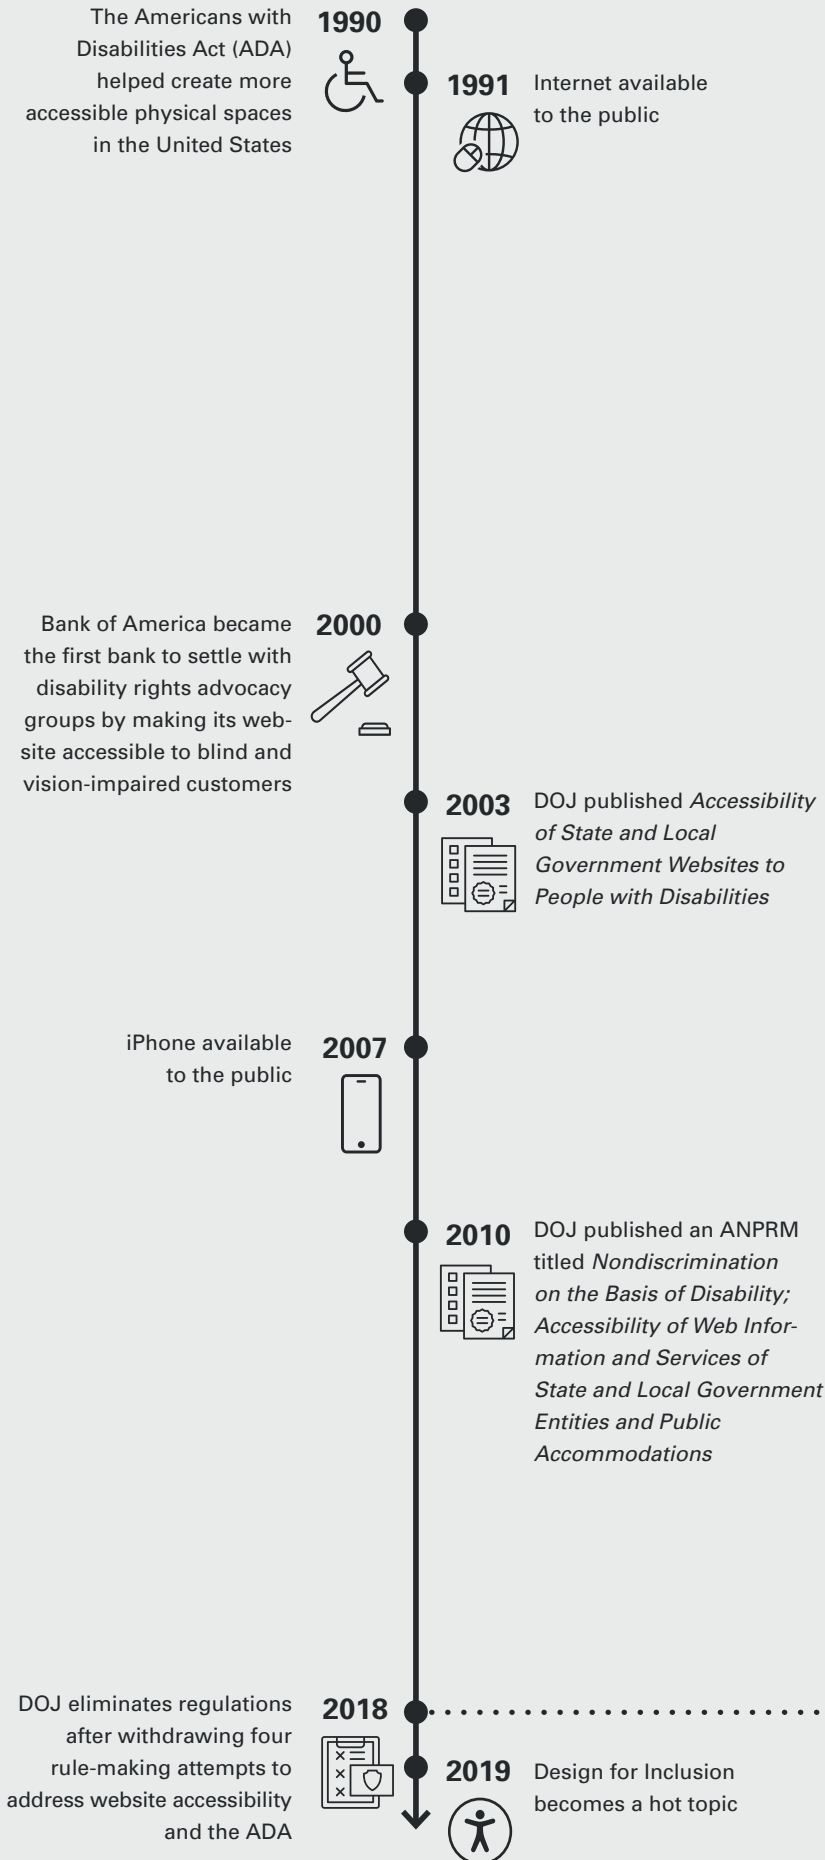 The Americans with
Disabilities Act (ADA)
helped create more
accessible physical spaces
in the United States
1990
1991
Internet available
to the public
Bank of America became
the first bank to settle with
disability rights advocacy
groups by making its web-
site accessible to blind and
vision-impaired customers
2000
2003
DOJ published Accessibility
of State and Local
Government Websites to
People with Disabilities
iPhone available
to the public
2007
2010
DOJ published an ANPRM
titled Nondiscrimination
on the Basis of Disability;
Accessibility of Web Infor-
mation and Services of
State and Local Government
Entities and Public
Accommodations
DOJ eliminates regulations
after withdrawing four
rule-making attempts to
address website accessibility
and the ADA
2018
2019
Design for Inclusion
becomes a hot topic